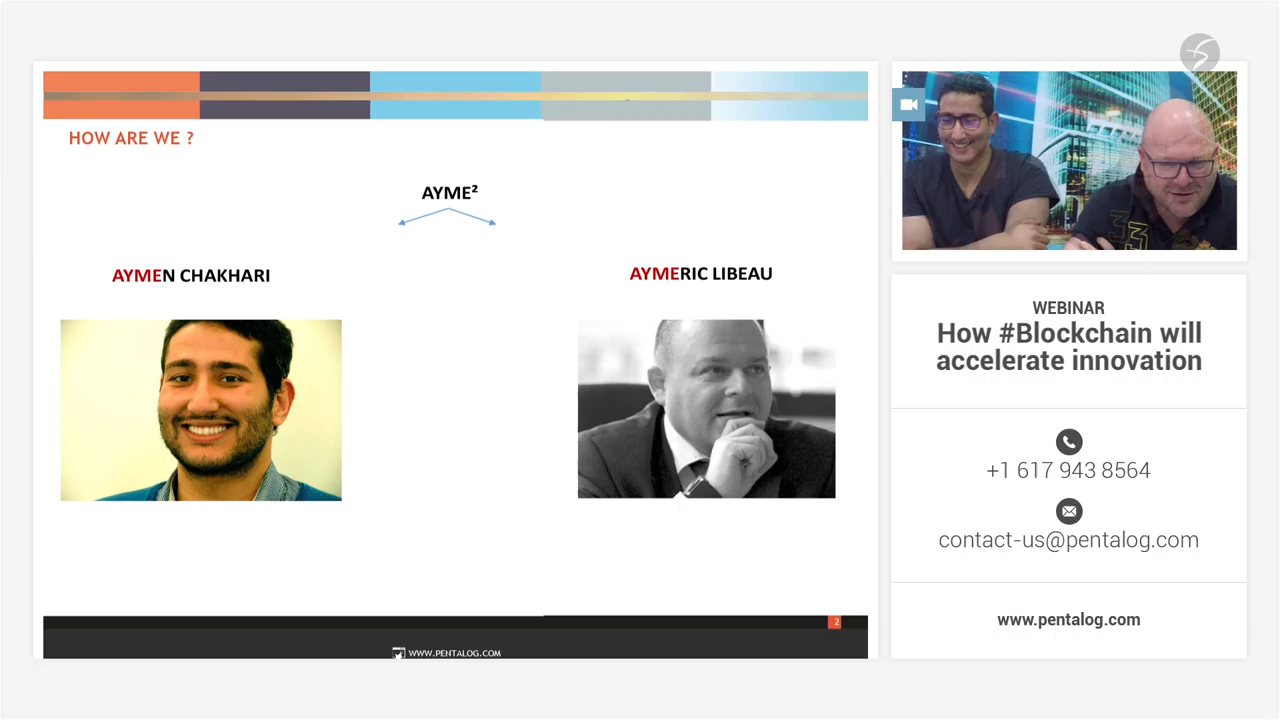 HOW ARE WE ?
AYME²
AYMEN CHAKHARI
AYMERIC LIBEAU
2
WWW.PENTALOG.COM
WEBINAR
How #Blockchain will
accelerate innovation
+1 617 943 8564
contact-us@pentalog.com
www.pentalog.com